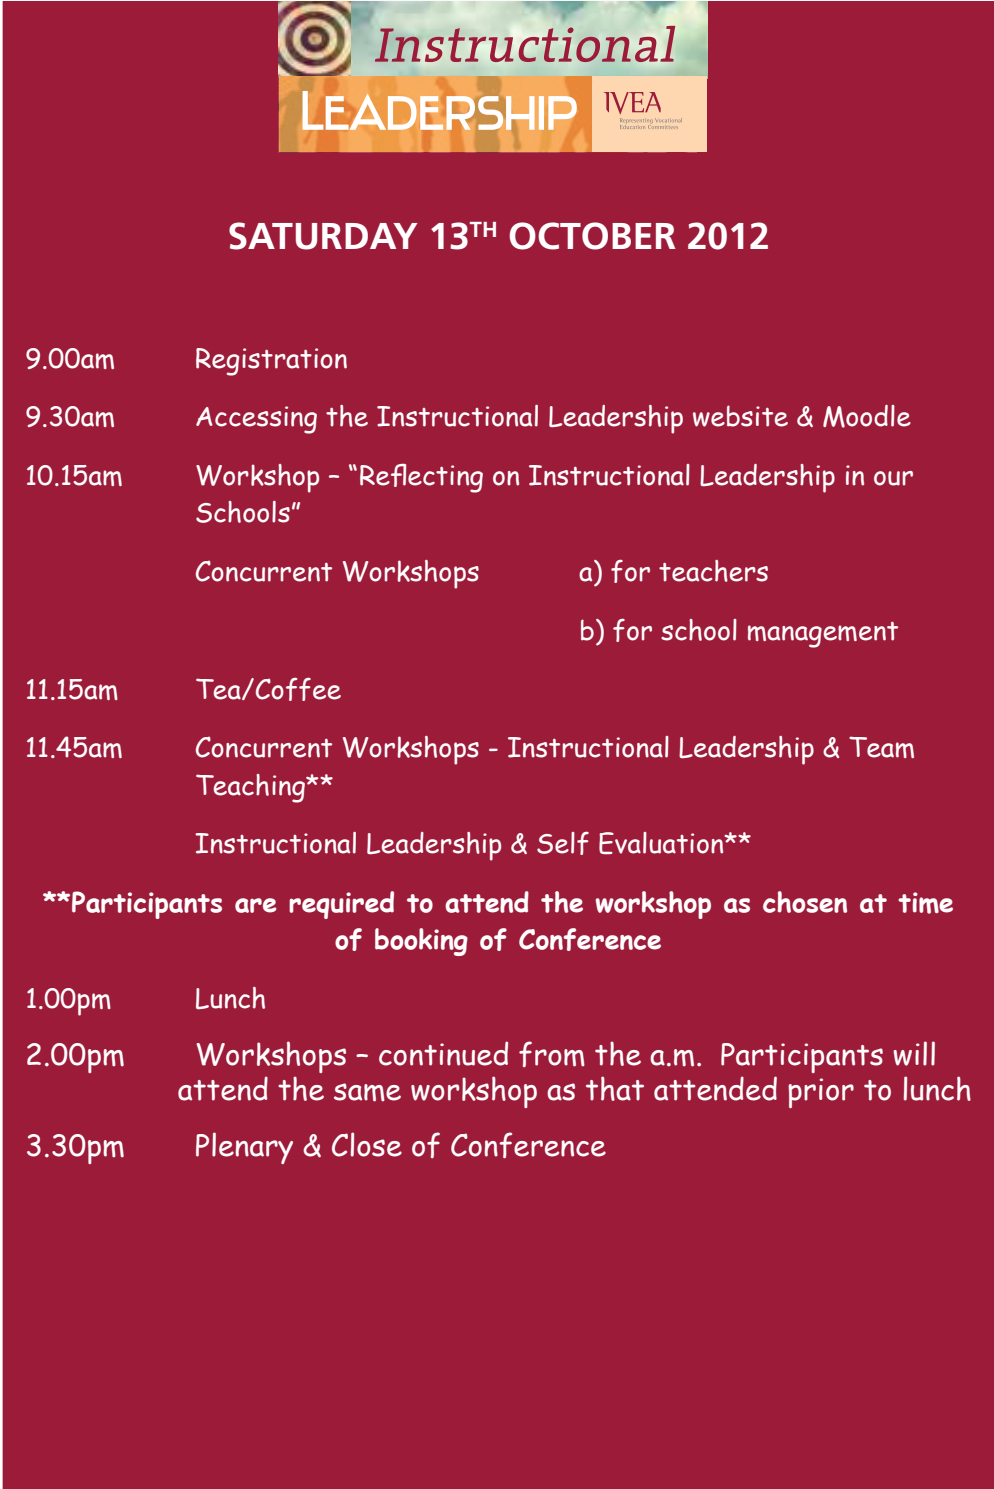 Instructional
LEADERSHIP
IVEA
Representing Vocational
Education Committees
SATURDAY 13TH OCTOBER 2012
9.00am Registration
9.30am Accessing the Instructional Leadership website & Moodle
10.15am Workshop – “Reflecting on Instructional Leadership in our
Schools”
Concurrent Workshops a) for teachers
b) for school management
11.15am Tea/Coffee
11.45am Concurrent Workshops - Instructional Leadership & Team
Teaching**
Instructional Leadership & Self Evaluation**
**Participants are required to attend the workshop as chosen at time
of booking of Conference
1.00pm Lunch
2.00pm Workshops – continued from the a.m. Participants will
attend the same workshop as that attended prior to lunch
3.30pm Plenary & Close of Conference